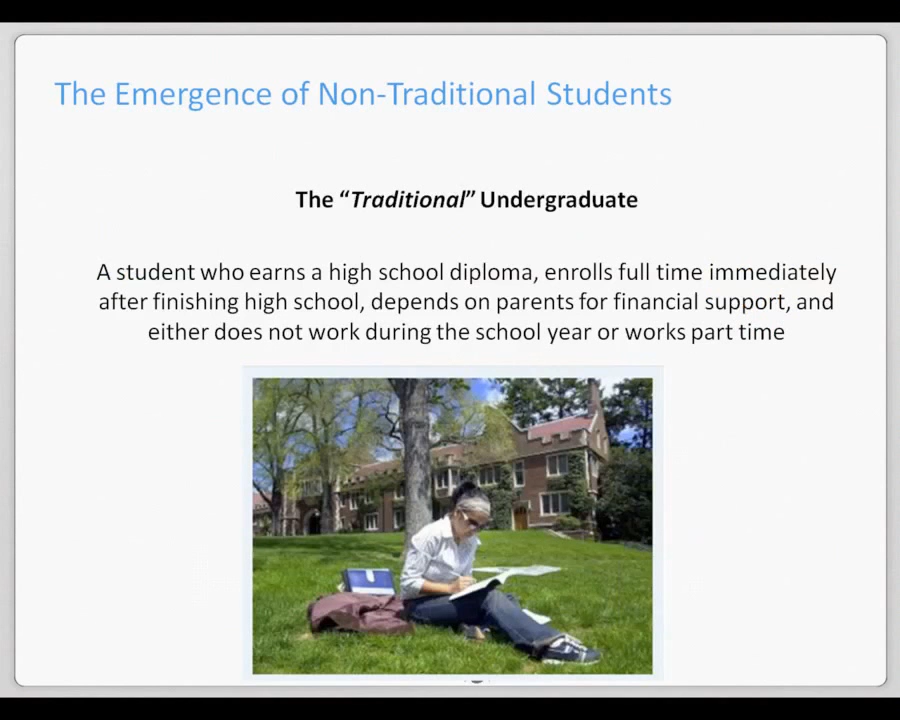 The Emergence of Non-Traditional Students
The “Traditional” Undergraduate
A student who earns a high school diploma, enrolls full time immediately
after finishing high school, depends on parents for financial support, and
either does not work during the school year or works part time